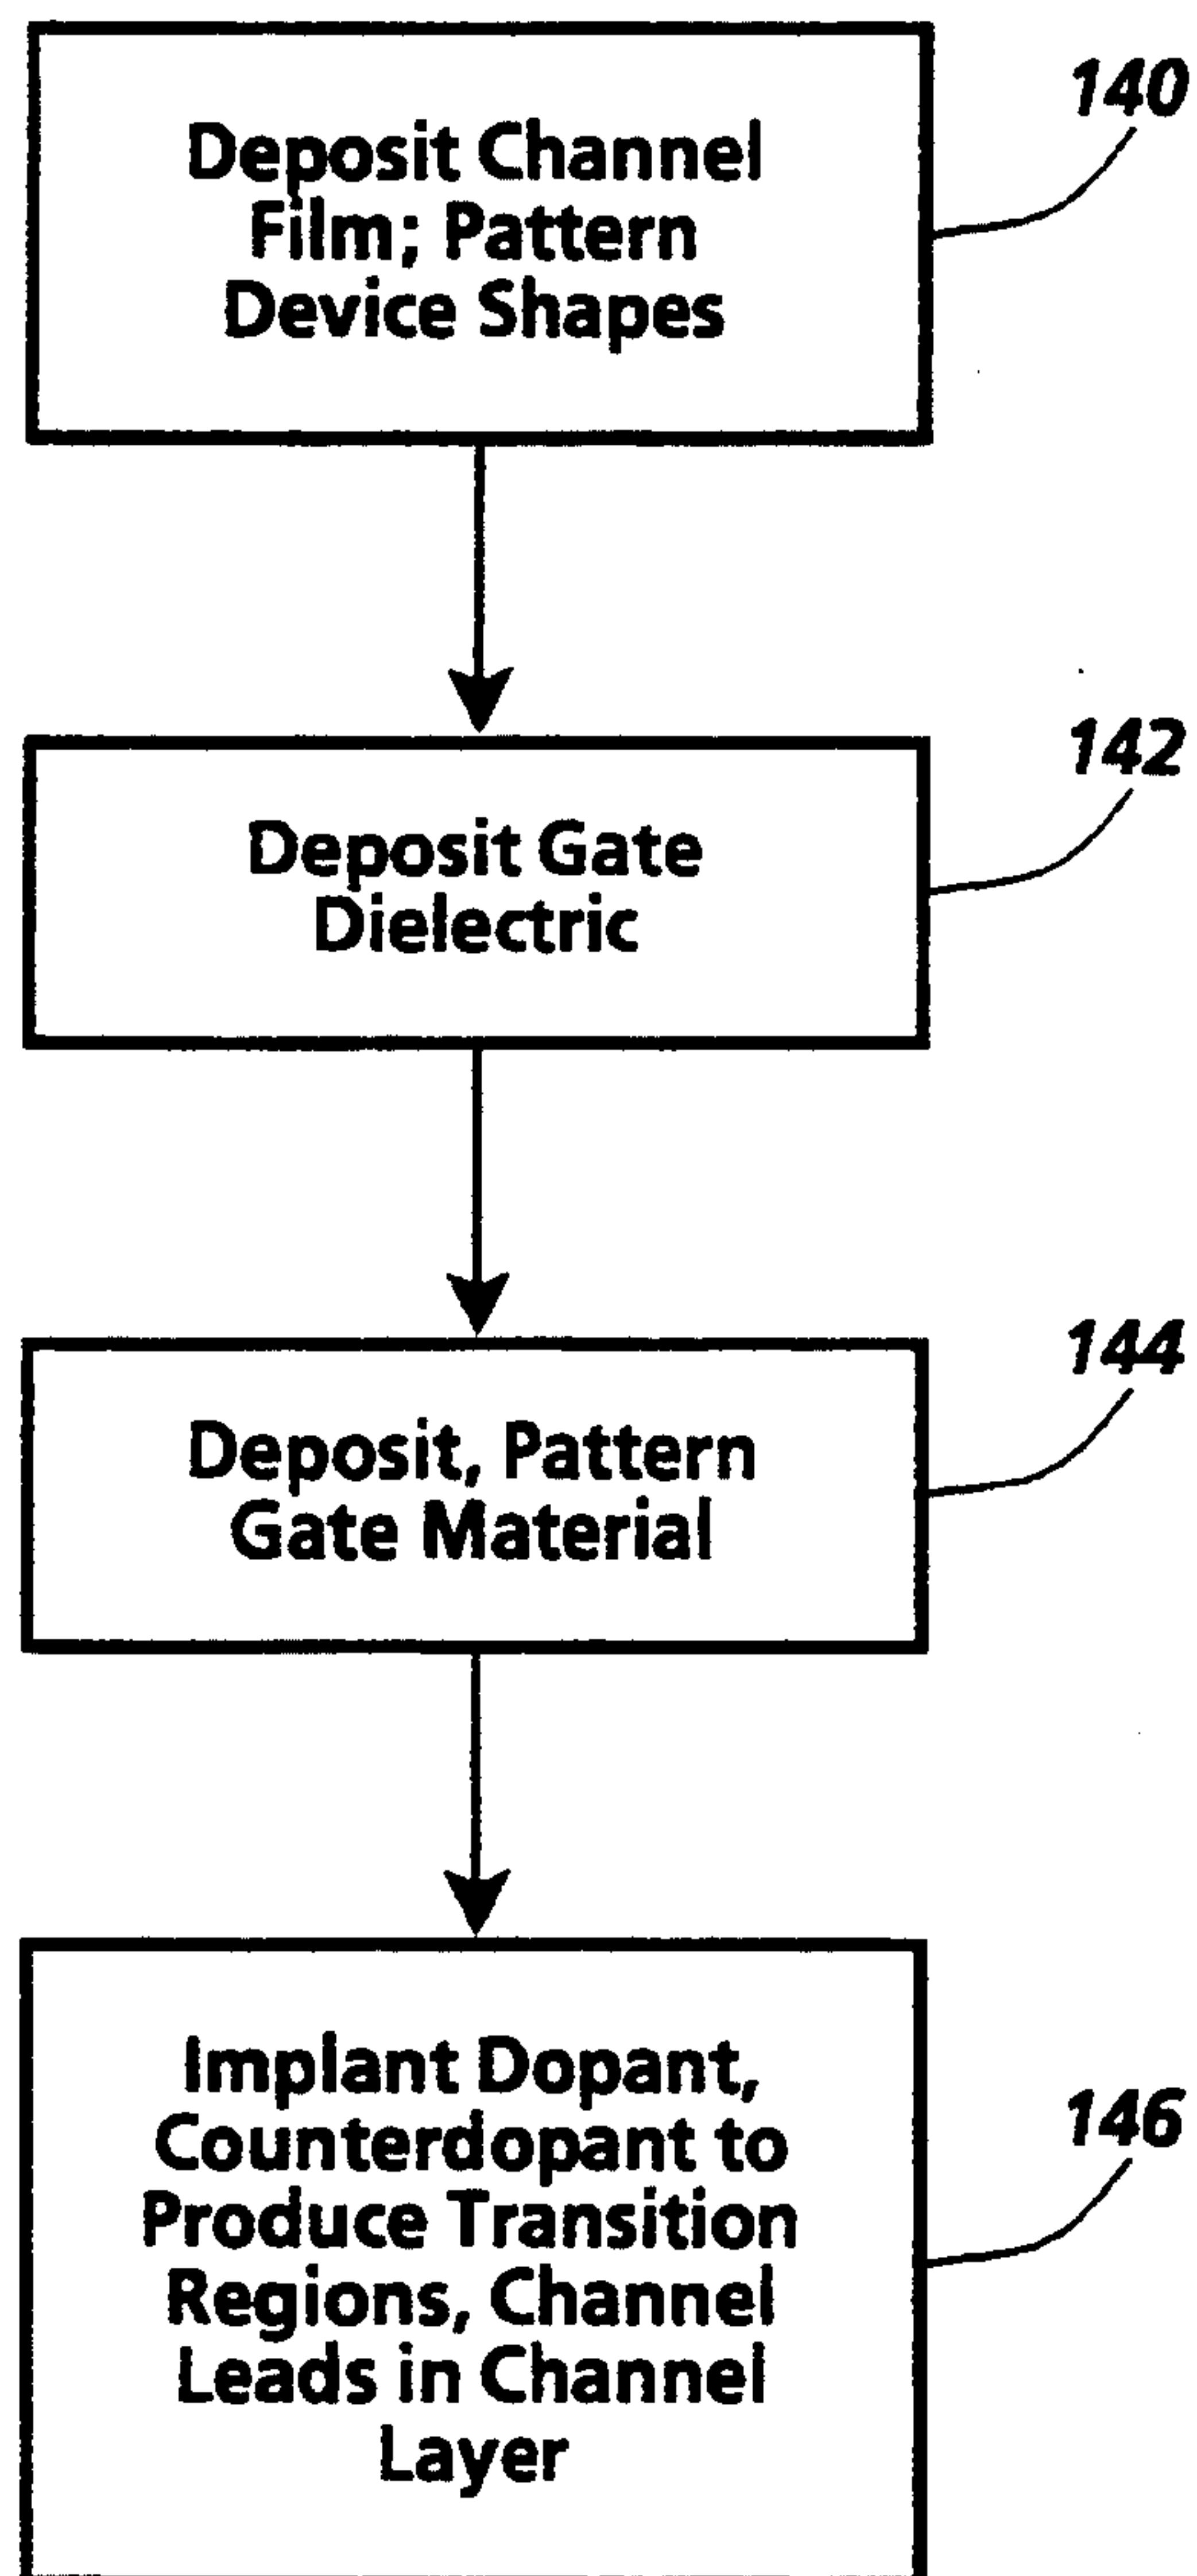 140
Deposit Channel
Film; Pattern
Device Shapes
142
Deposit Gate
Dielectric
144
Deposit, Pattern
Gate Material
146
Implant Dopant,
Counterdopant to
Produce Transition
Regions, Channel
Leads in Channel
Layer